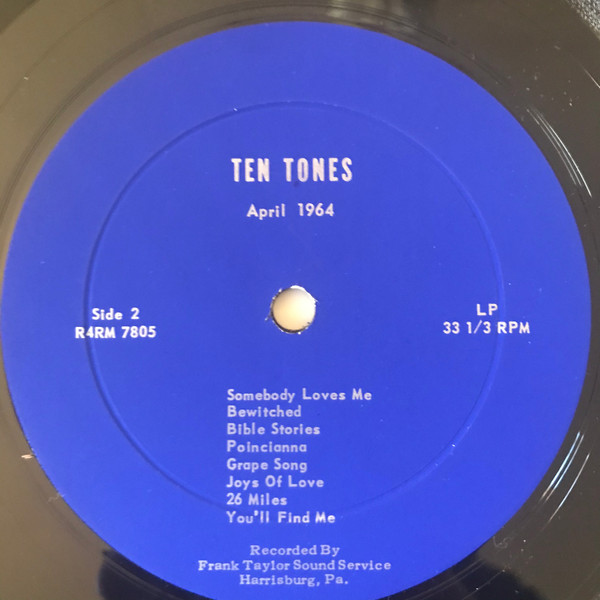 TEN TONES
April 1964
Side 2
R4RM 7805
LP
33 1/3 RPM
Somebody Loves Me
Bewitched
Bible Stories
Poincianna
Grape Song
Joys Of Love
26 Miles
You'll Find Me
Recorded By
Frank Taylor Sound Service
Harrisburg, Pa.